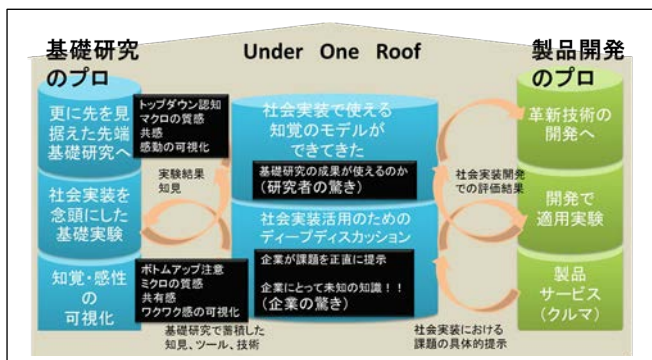 基礎研究
のプロ
Under One Roof
製品開発
のプロ
更に先を見
据えた先端
基礎研究へ
トップダウン認知
マクロの質感
共感
感動の可視化
社会実装で使える
知覚のモデルが
できてきた
革新技術の
開発へ
実験結果
知見
基礎研究の成果が使えるのか
(研究者の驚き)
社会実装開発
での評価結果
社会実装を
念頭にした
基礎実験
社会実装活用のための
ディープディスカッション
開発で
適用実験
知覚・感性
の
可視化
ボトムアップ注意
ミクロの質感
共有感
ワクワク感の可視化
企業が課題を正直に提示
企業にとって未知の知識!!
(企業の驚き)
製品
サービス
(クルマ)
基礎研究で蓄積した
知見、ツール、技術
社会実装における
課題の具体的提示